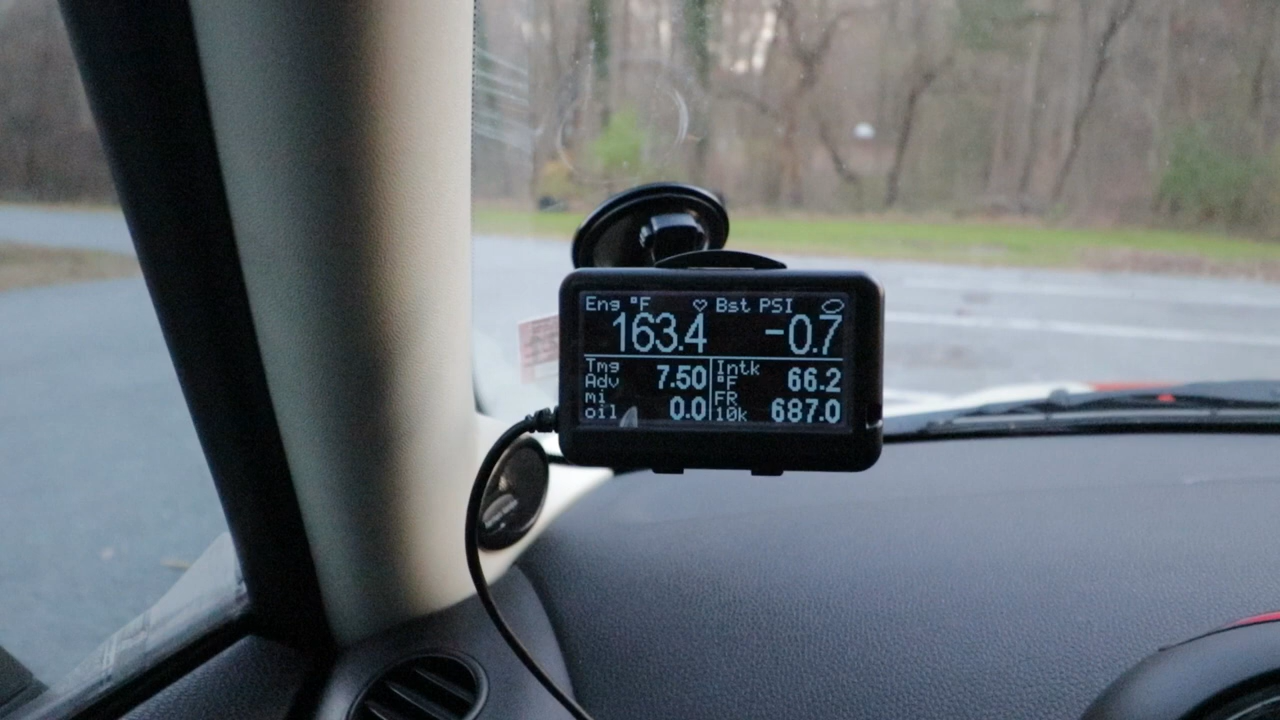 Eng °F Bst PSI
163.4 -0.7
Tmg Adv 7.50 Intk °F 66.2
mi oil 0.0 FR 10k 687.0